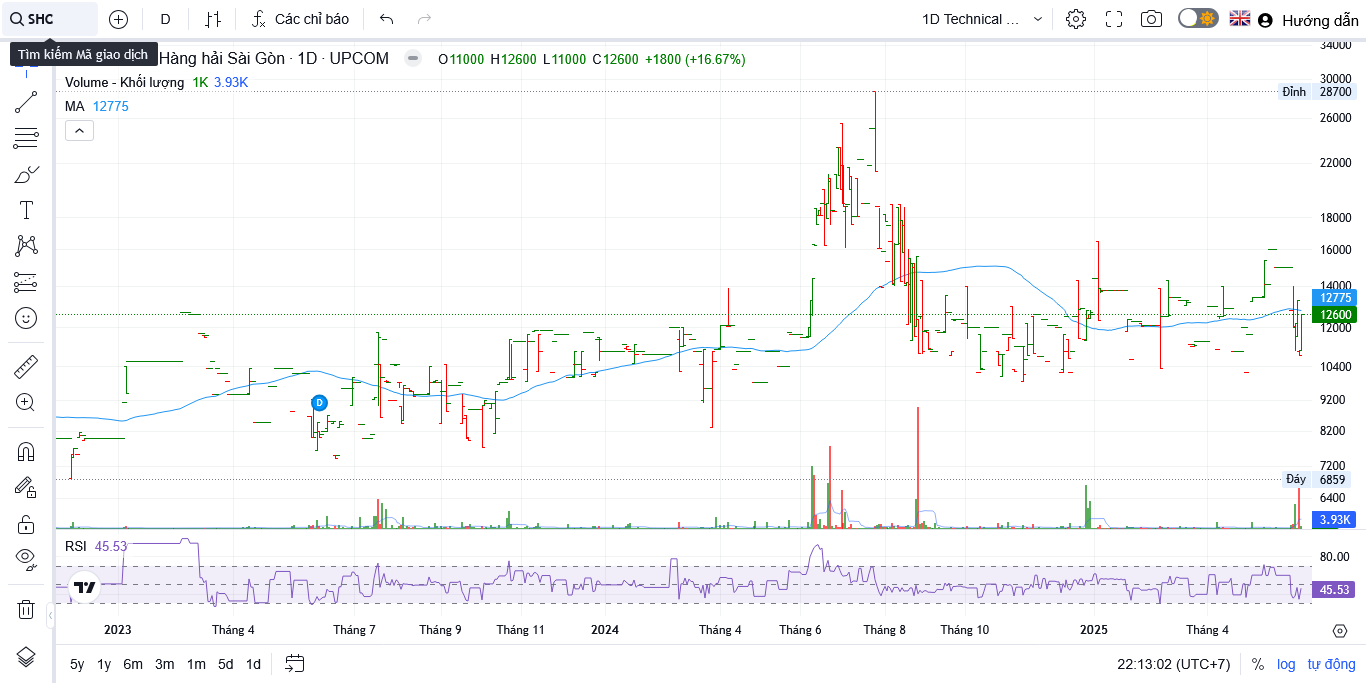 SHC D Các chỉ báo 1D Technical ... Hướng dẫn
Tìm kiếm Mã giao dịch
Hàng hải Sài Gòn · 1D · UPCOM O11000 H12600 L11000 C12600 +1800 (+16.67%)
Volume - Khối lượng 1K 3.93K
MA 12775
34000
30000
Đỉnh 28700
26000
22000
18000
16000
14000
12775
12600
12000
10400
9200
8200
7200
Đáy 6859
6400
3.93K
D
RSI 45.53
80.00
45.53
2023 Tháng 4 Tháng 7 Tháng 9 Tháng 11 2024 Tháng 4 Tháng 6 Tháng 8 Tháng 10 2025 Tháng 4
5y 1y 6m 3m 1m 5d 1d 22:13:02 (UTC+7) % log tự động